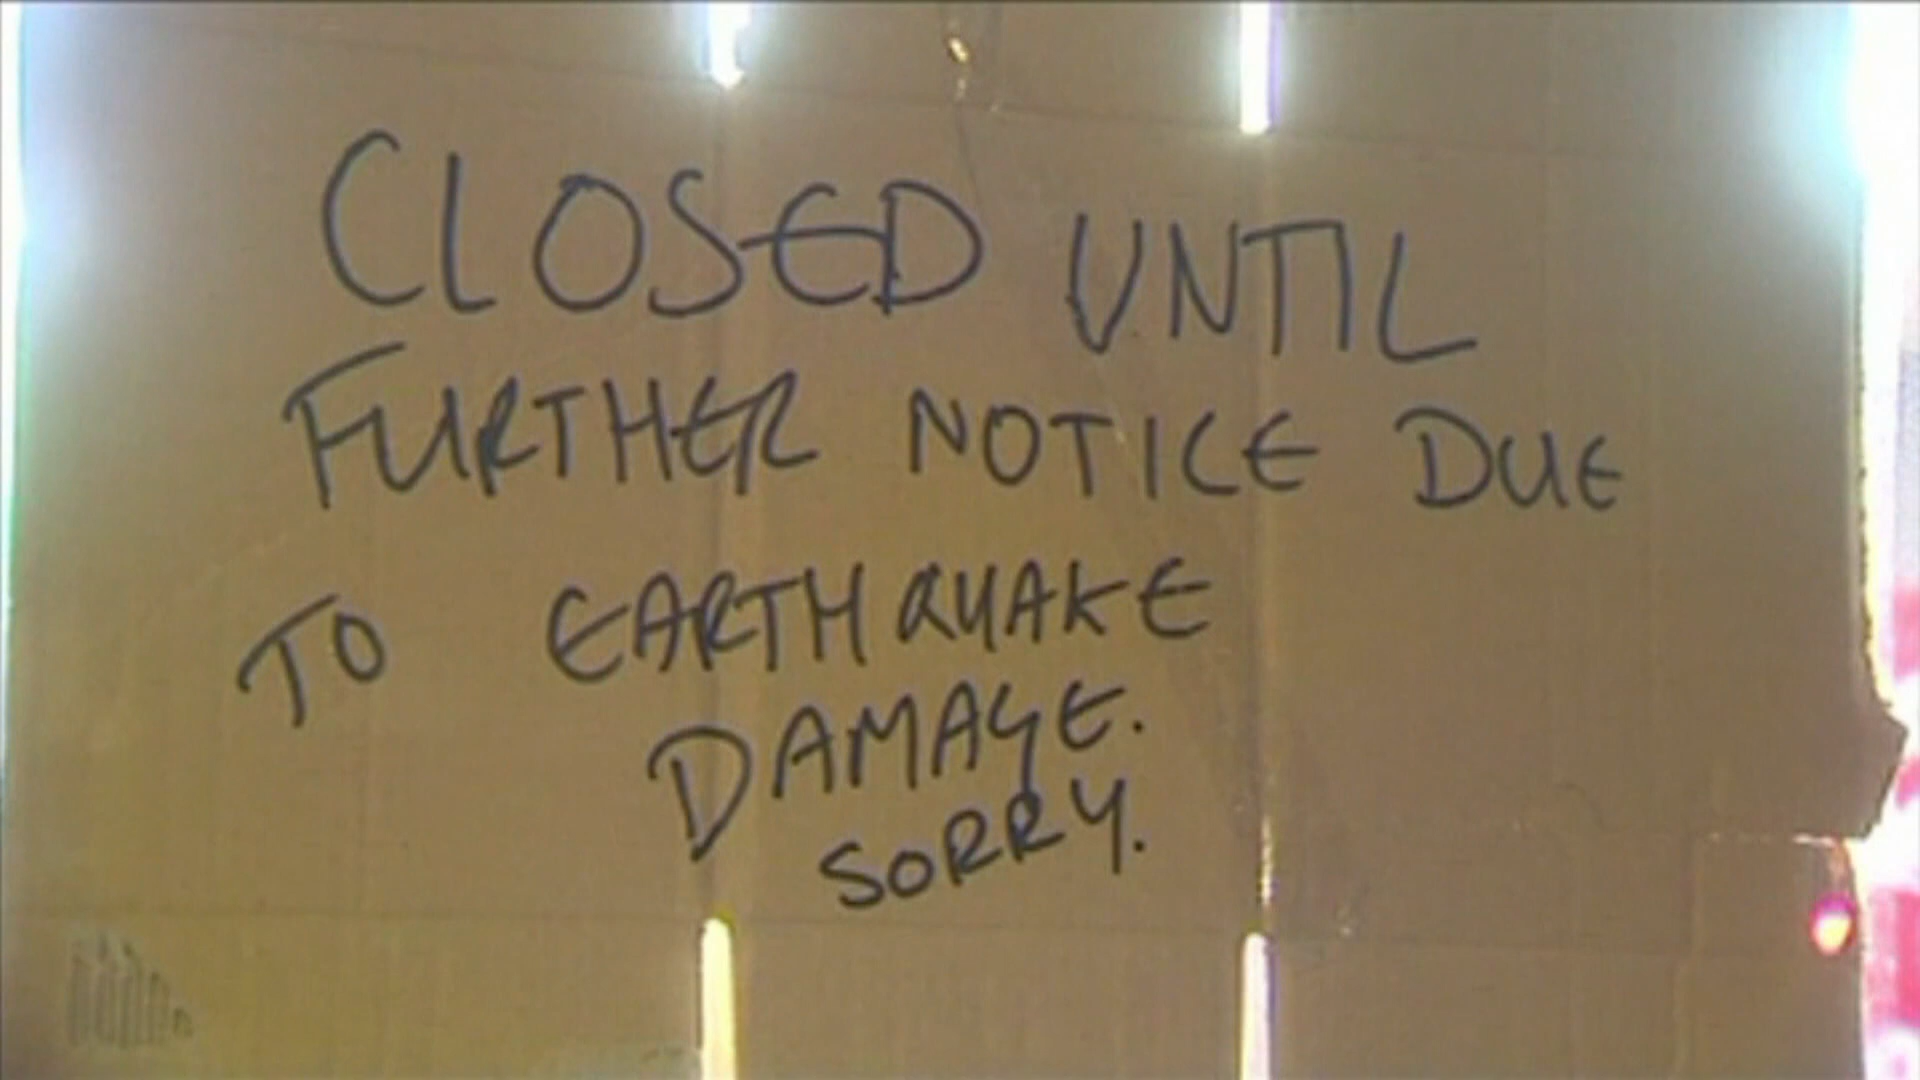 CLOSED UNTIL
FURTHER NOTICE DUE
TO EARTHQUAKE
DAMAGE.
SORRY.